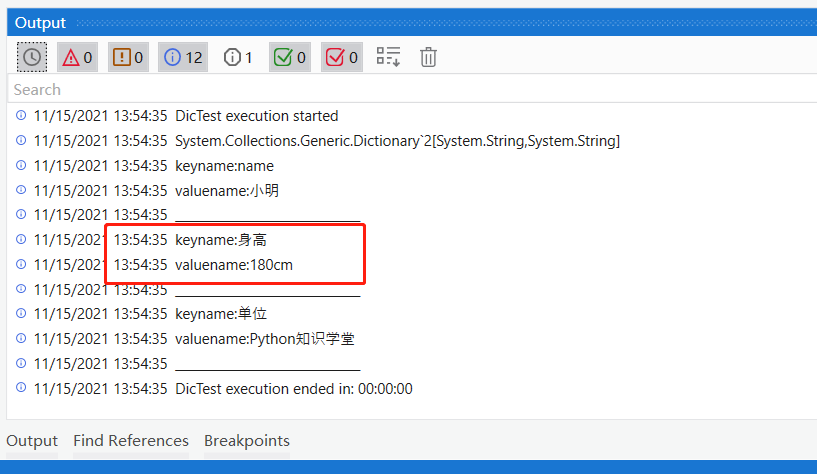 Output
0 0 12 1 0 0
Search
11/15/2021 13:54:35 DicTest execution started
11/15/2021 13:54:35 System.Collections.Generic.Dictionary`2[System.String,System.String]
11/15/2021 13:54:35 keyname:name
11/15/2021 13:54:35 valuename:小明
11/15/2021 13:54:35 __________________________
11/15/2021 13:54:35 keyname:身高
11/15/2021 13:54:35 valuename:180cm
11/15/2021 13:54:35 __________________________
11/15/2021 13:54:35 keyname:单位
11/15/2021 13:54:35 valuename:Python知识学堂
11/15/2021 13:54:35 __________________________
11/15/2021 13:54:35 DicTest execution ended in: 00:00:00
Output Find References Breakpoints